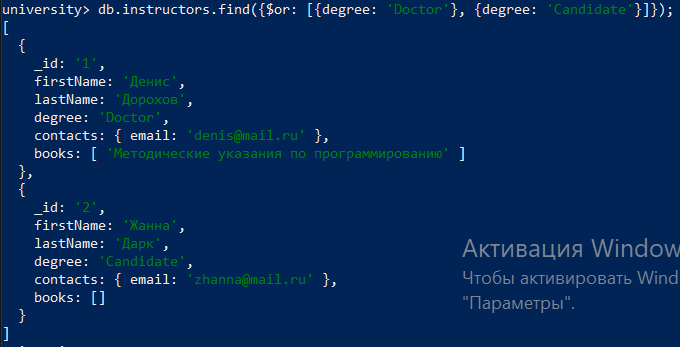 university> db.instructors.find({$or: [{degree: 'Doctor'}, {degree: 'Candidate'}]});
[
  {
    _id: '1',
    firstName: 'Денис',
    lastName: 'Дорохов',
    degree: 'Doctor',
    contacts: { email: 'denis@mail.ru' },
    books: [ 'Методические указания по программированию' ]
  },
  {
    _id: '2',
    firstName: 'Жанна',
    lastName: 'Дарк',
    degree: 'Candidate',
    contacts: { email: 'zhanna@mail.ru' },
    books: []
  }
]
Активация Window
Чтобы активировать Wind
"Параметры".